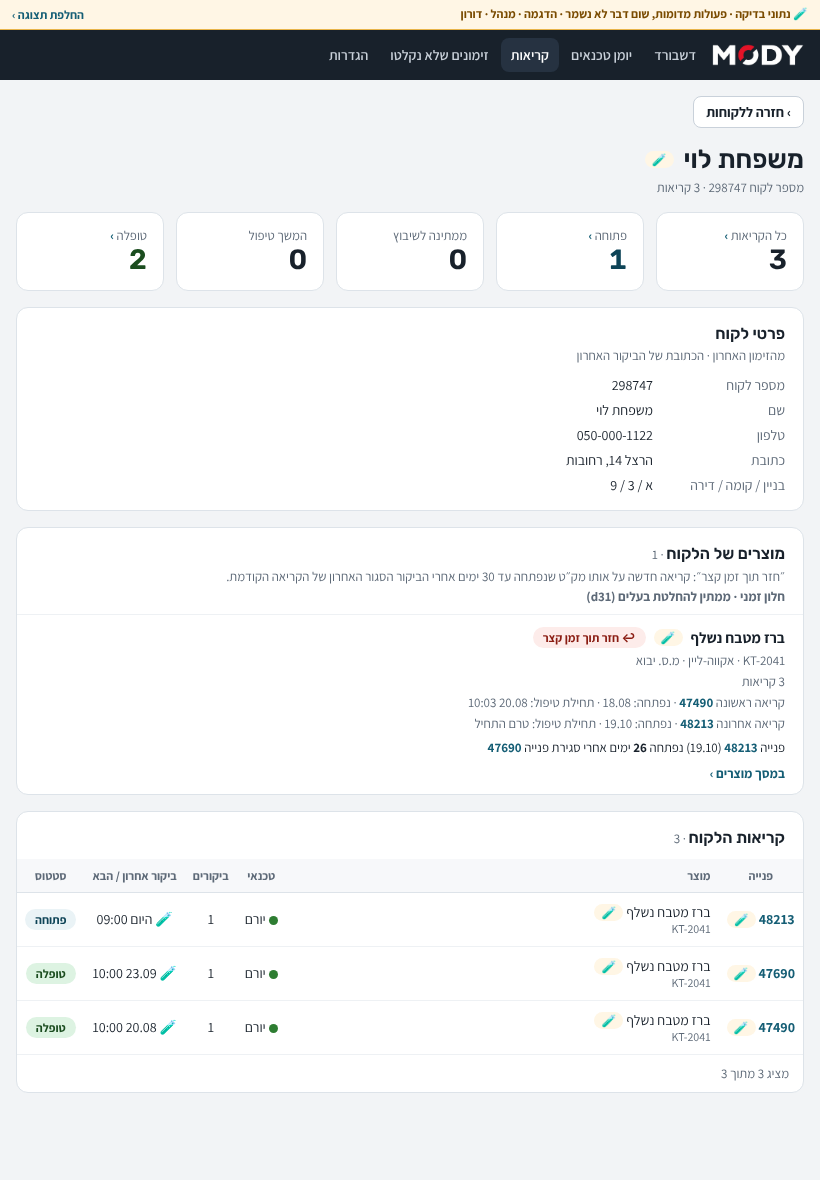 🧪 נתוני בדיקה · פעולות מדומות, שום דבר לא נשמר · הדגמה · מנהל · דורון
החלפת תצוגה ›
MODY
דשבורד
יומן טכנאים
קריאות
זימונים שלא נקלטו
הגדרות
› חזרה ללקוחות
משפחת לוי 🧪
מספר לקוח 298747 · 3 קריאות
כל הקריאות ›
3
פתוחה ›
1
ממתינה לשיבוץ
0
המשך טיפול
0
טופלה ›
2
פרטי לקוח
מהזימון האחרון · הכתובת של הביקור האחרון
מספר לקוח 298747
שם משפחת לוי
טלפון 050-000-1122
כתובת הרצל 14, רחובות
בניין / קומה / דירה א / 3 / 9
מוצרים של הלקוח · 1
״חזר תוך זמן קצר״: קריאה חדשה על אותו מק״ט שנפתחה עד 30 ימים אחרי הביקור הסגור האחרון של הקריאה הקודמת.
חלון זמני · ממתין להחלטת בעלים (d31)
ברז מטבח נשלף 🧪 ↩ חזר תוך זמן קצר
KT-2041 · אקווה-ליין · מ.ס. יבוא
3 קריאות
קריאה ראשונה 47490 · נפתחה: 18.08 · תחילת טיפול: 20.08 10:03
קריאה אחרונה 48213 · נפתחה: 19.10 · תחילת טיפול: טרם התחיל
פנייה 48213 (19.10) נפתחה 26 ימים אחרי סגירת פנייה 47690
במסך מוצרים ›
קריאות הלקוח · 3
פנייה מוצר טכנאי ביקורים ביקור אחרון / הבא סטטוס
48213 🧪 ברז מטבח נשלף 🧪 יורם 1 🧪 היום 09:00 פתוחה
KT-2041
47690 🧪 ברז מטבח נשלף 🧪 יורם 1 🧪 23.09 10:00 טופלה
KT-2041
47490 🧪 ברז מטבח נשלף 🧪 יורם 1 🧪 20.08 10:00 טופלה
KT-2041
מציג 3 מתוך 3